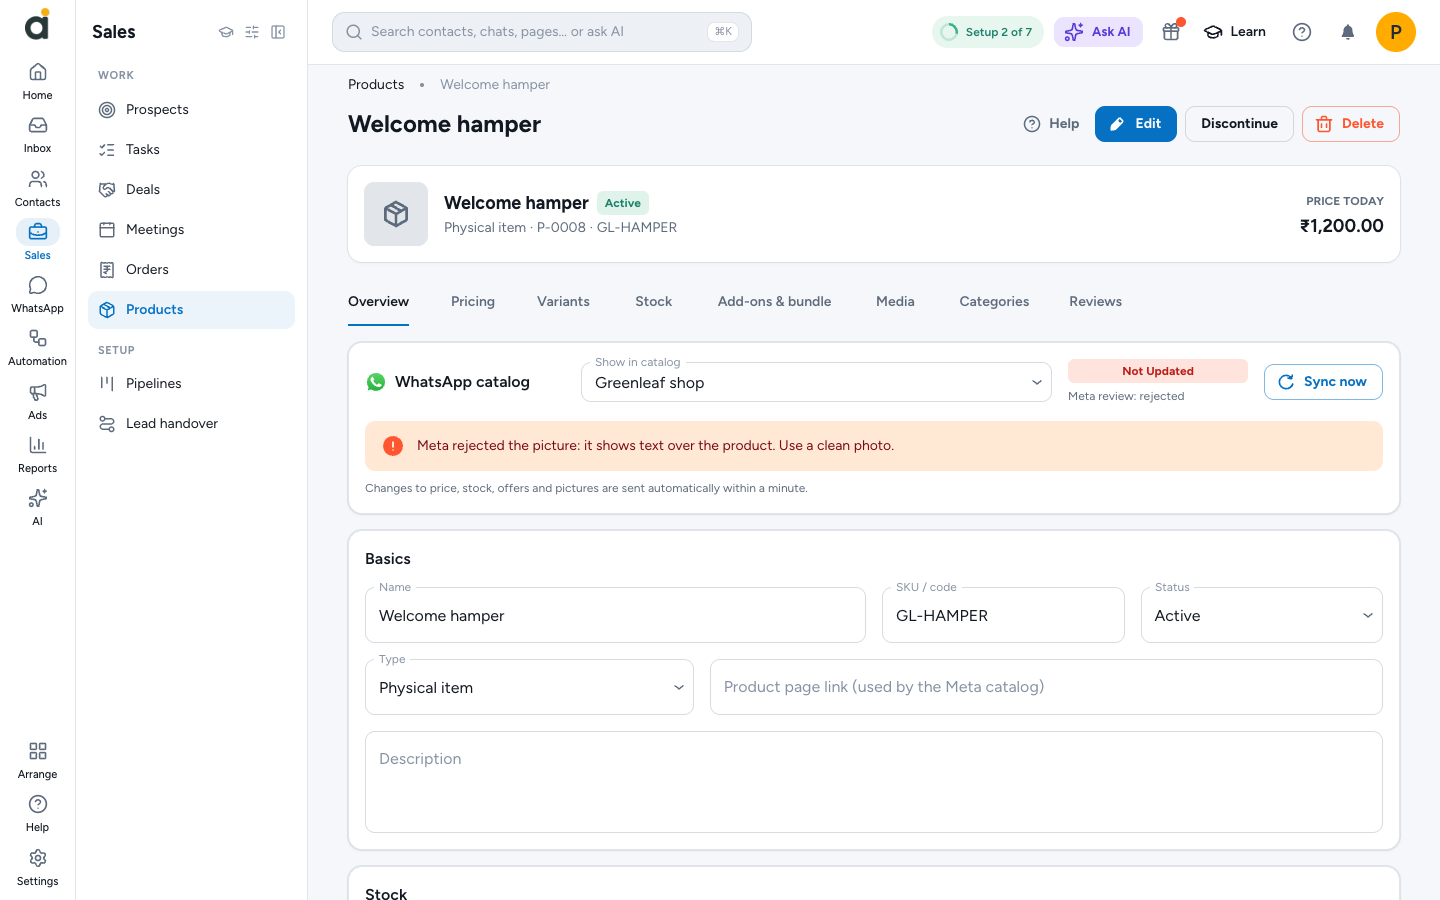 Sales
Search contacts, chats, pages... or ask AI
⌘K
Setup 2 of 7
Ask AI
Learn
P
Home
Inbox
Contacts
Sales
WhatsApp
Automation
Ads
Reports
AI
Arrange
Help
Settings
WORK
Prospects
Tasks
Deals
Meetings
Orders
Products
SETUP
Pipelines
Lead handover
Products • Welcome hamper
Welcome hamper
Help
Edit
Discontinue
Delete
Welcome hamper Active
Physical item · P-0008 · GL-HAMPER
PRICE TODAY
₹1,200.00
Overview
Pricing
Variants
Stock
Add-ons & bundle
Media
Categories
Reviews
WhatsApp catalog
Show in catalog
Greenleaf shop
Not Updated
Meta review: rejected
Sync now
Meta rejected the picture: it shows text over the product. Use a clean photo.
Changes to price, stock, offers and pictures are sent automatically within a minute.
Basics
Name
Welcome hamper
SKU / code
GL-HAMPER
Status
Active
Type
Physical item
Product page link (used by the Meta catalog)
Description
Stock